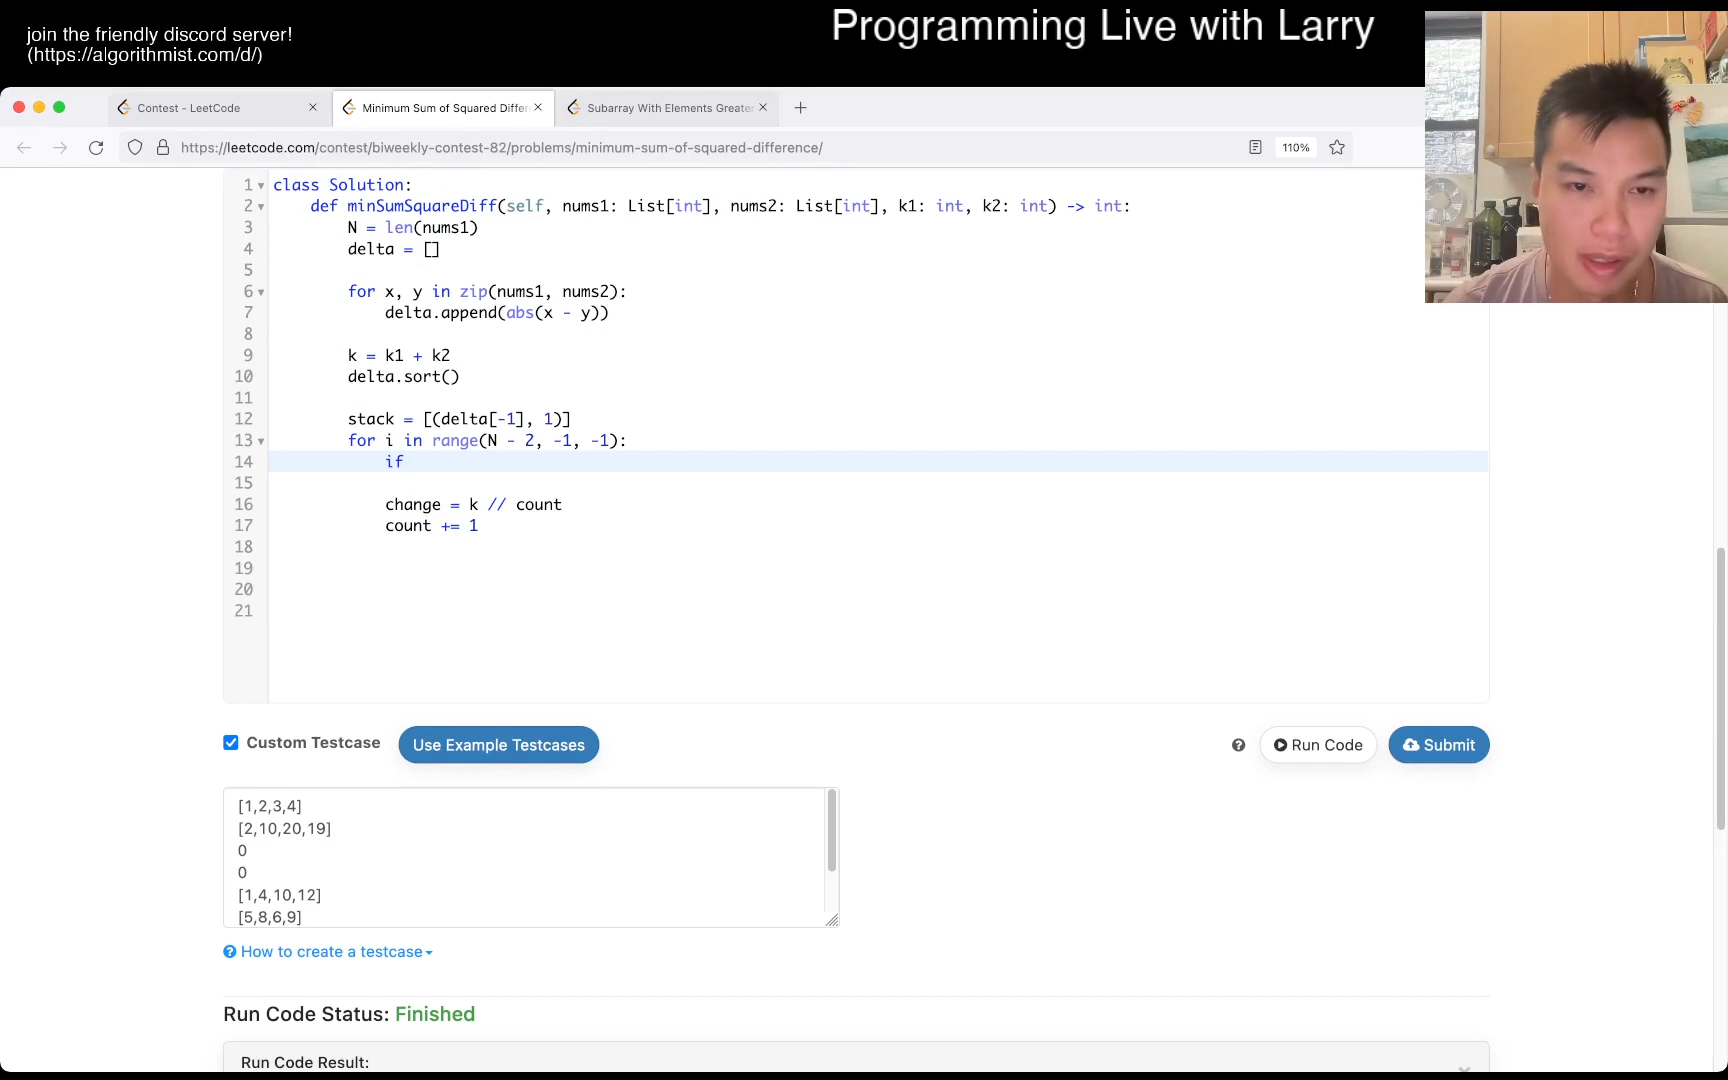 join the friendly discord server!
(https://algorithmist.com/d/)
Programming Live with Larry
Contest - LeetCode
Minimum Sum of Squared Differ
Subarray With Elements Greate
https://leetcode.com/contest/biweekly-contest-82/problems/minimum-sum-of-squared-difference/
110%
1 class Solution:
2 def minSumSquareDiff(self, nums1: List[int], nums2: List[int], k1: int, k2: int) -> int:
3 N = len(nums1)
4 delta = []
5
6 for x, y in zip(nums1, nums2):
7 delta.append(abs(x - y))
8
9 k = k1 + k2
10 delta.sort()
11
12 stack = [(delta[-1], 1)]
13 for i in range(N - 2, -1, -1):
14 if
15
16 change = k // count
17 count += 1
18
19
20
21
Custom Testcase
Use Example Testcases
Run Code
Submit
[1,2,3,4]
[2,10,20,19]
0
0
[1,4,10,12]
[5,8,6,9]
How to create a testcase
Run Code Status: Finished
Run Code Result: